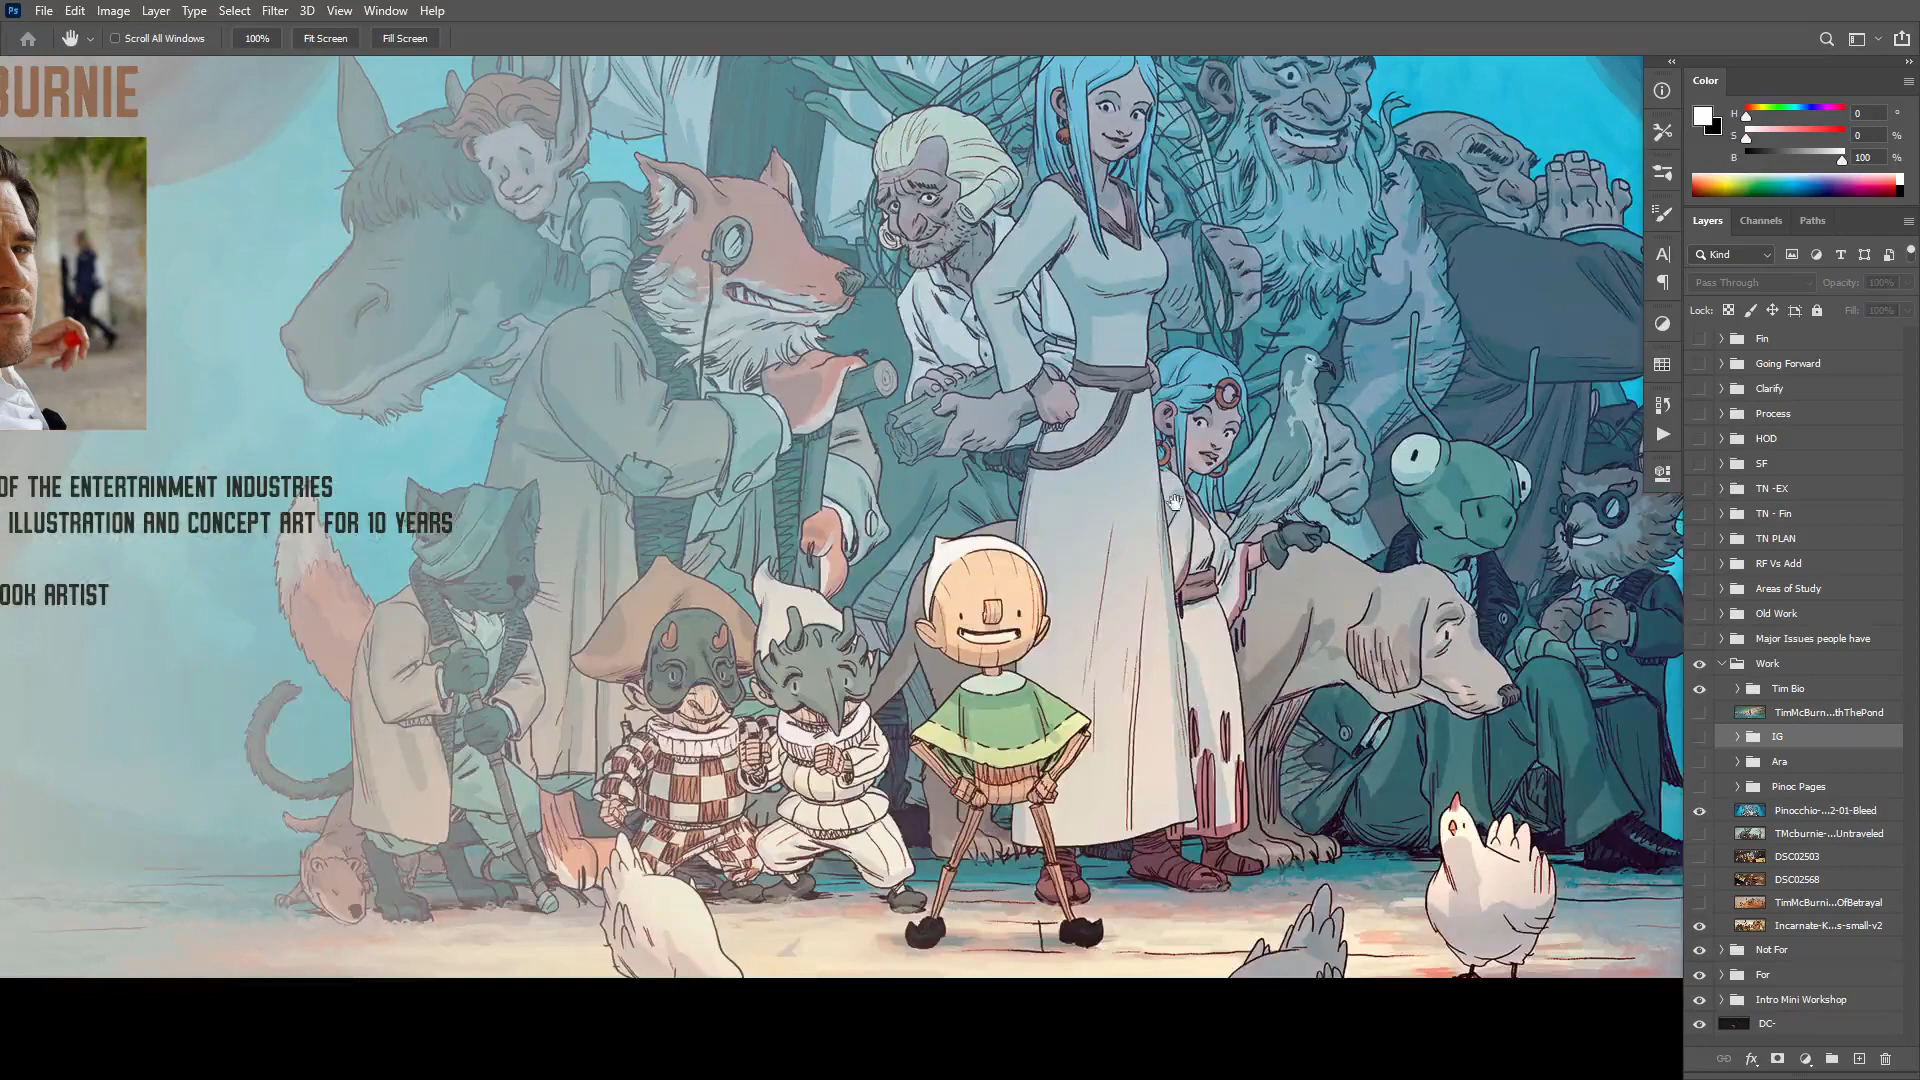 Ps File Edit Image Layer Type Select Filter 3D View Window Help
Scroll All Windows 100% Fit Screen Fill Screen
BURNIE
OF THE ENTERTAINMENT INDUSTRIES
ILLUSTRATION AND CONCEPT ART FOR 10 YEARS
OOK ARTIST
Color
H 0 °
S 0 %
B 100 %
Layers Channels Paths
Kind
Pass Through Opacity: 100%
Lock: Fill: 100%
Fin
Going Forward
Clarify
Process
HOD
SF
TN -EX
TN - Fin
TN PLAN
RF Vs Add
Areas of Study
Old Work
Major Issues people have
Work
Tim Bio
TimMcBurn...thThePond
IG
Ara
Pinoc Pages
Pinocchio-...2-01-Bleed
TMcburnie-...Untraveled
DSC02503
DSC02568
TimMcBurni...OfBetrayal
Incarnate-K...s-small-v2
Not For
For
Intro Mini Workshop
DC-
fx